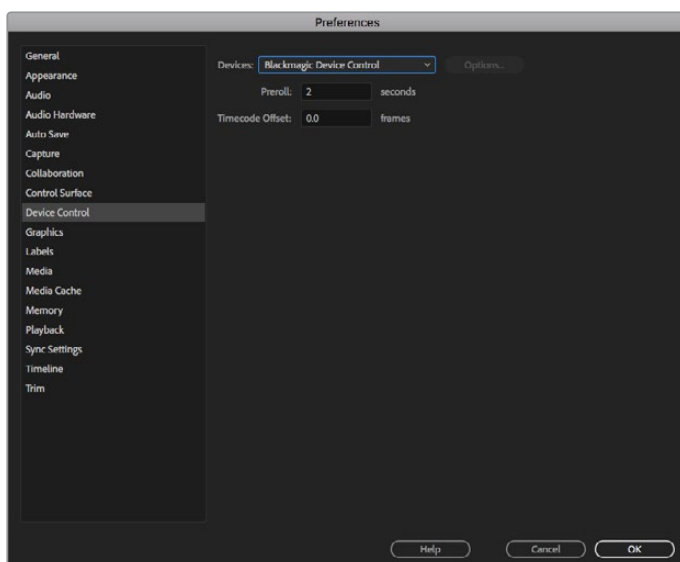 Preferences
General
Appearance
Audio
Audio Hardware
Auto Save
Capture
Collaboration
Control Surface
Device Control
Graphics
Labels
Media
Media Cache
Memory
Playback
Sync Settings
Timeline
Trim
Devices: Blackmagic Device Control Options...
Preroll: 2 seconds
Timecode Offset: 0.0 frames
Help Cancel OK